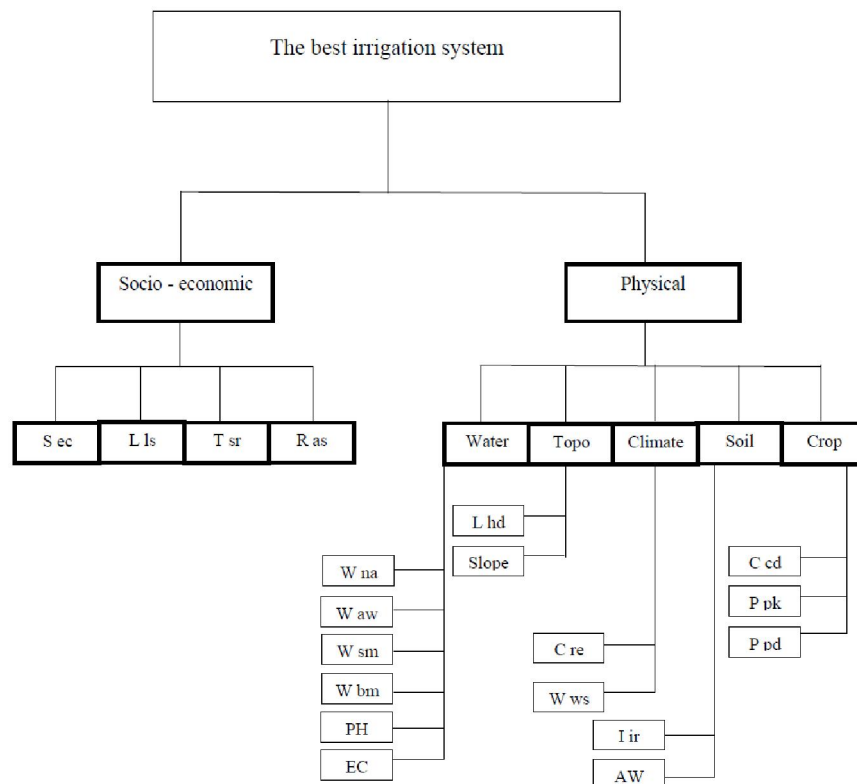 The best irrigation system
Socio - economic
Physical
S ec
L ls
T sr
R as
Water
Topo
Climate
Soil
Crop
L hd
Slope
W na
W aw
W sm
W bm
PH
EC
C re
W ws
I ir
AW
C cd
P pk
P pd